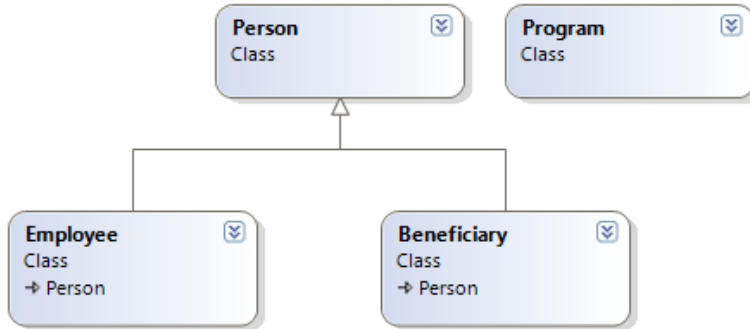 Person
Class
Program
Class
Employee
Class
Person
Beneficiary
Class
Person